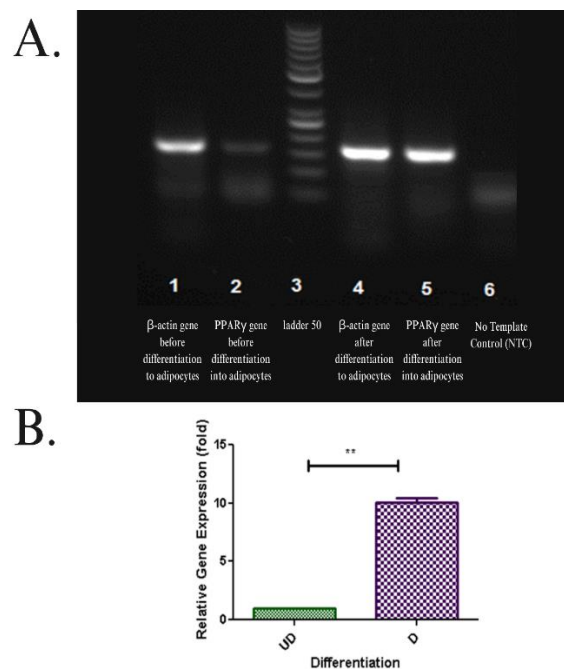 A.
1 2 3 4 5 6
β-actin gene
before
differentiation
to adipocytes
PPARγ gene
before
differentiation
into adipocytes
ladder 50
β-actin gene
after
differentiation
to adipocytes
PPARγ gene
after
differentiation
into adipocytes
No Template
Control (NTC)
B.
Relative Gene Expression (fold)
15
10
5
0
**
UD
D
Differentiation